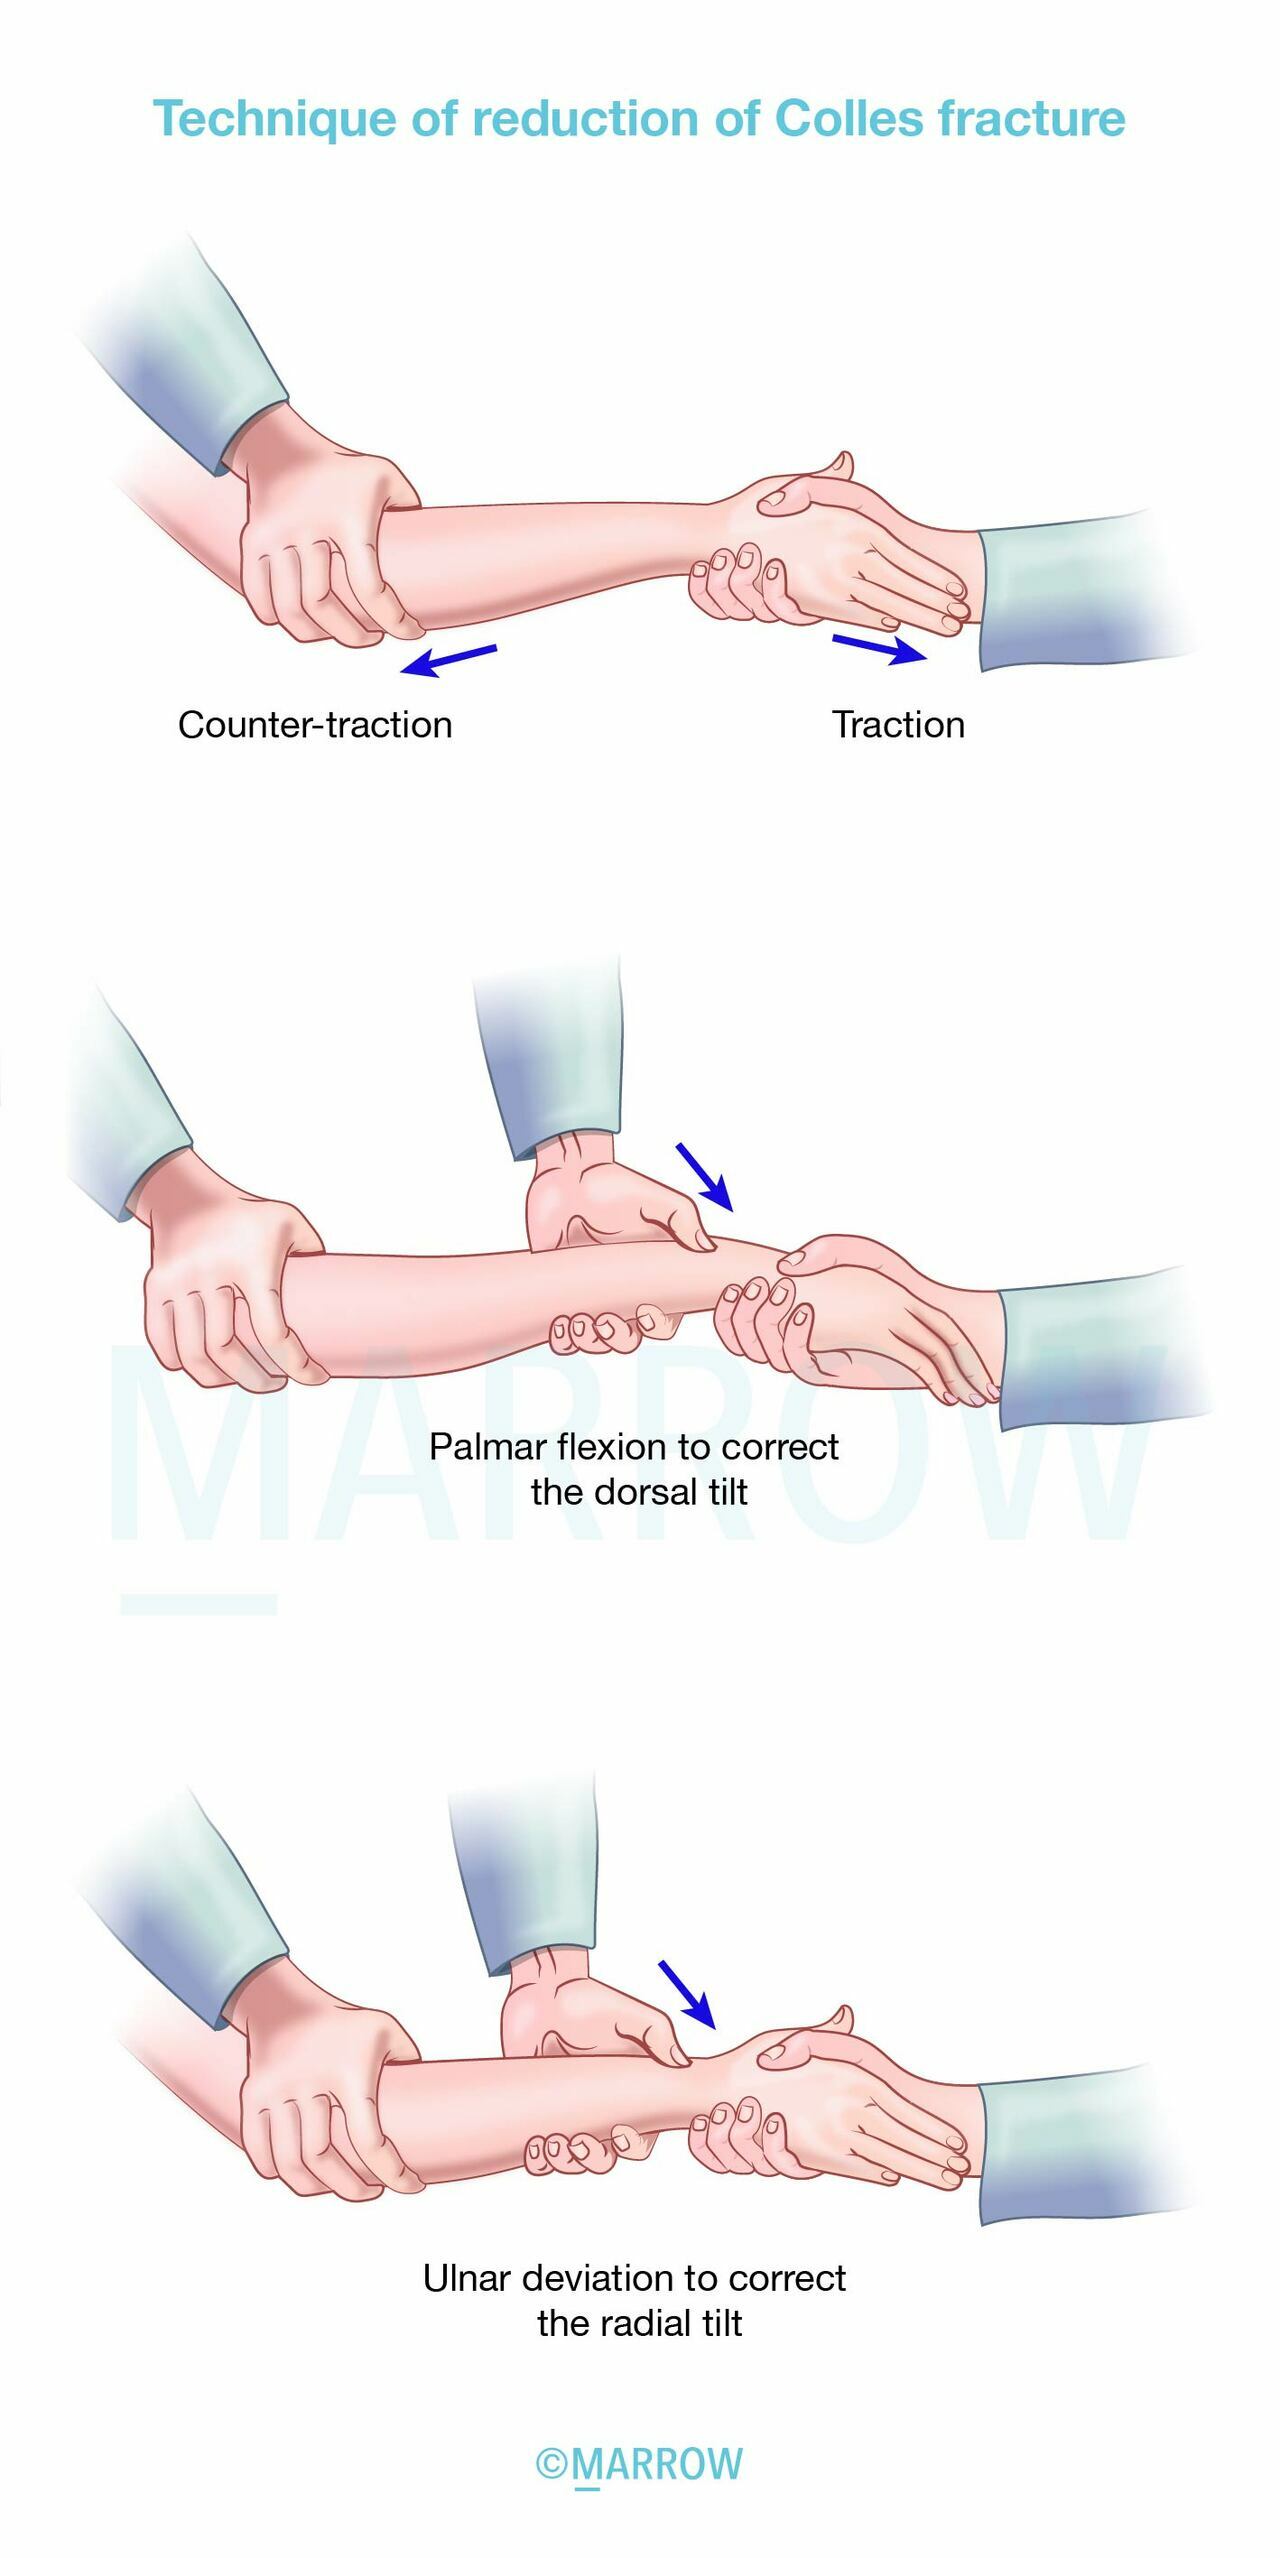 Technique of reduction of Colles fracture
Counter-traction
Traction
Palmar flexion to correct
the dorsal tilt
MARROW
Ulnar deviation to correct
the radial tilt
©MARROW